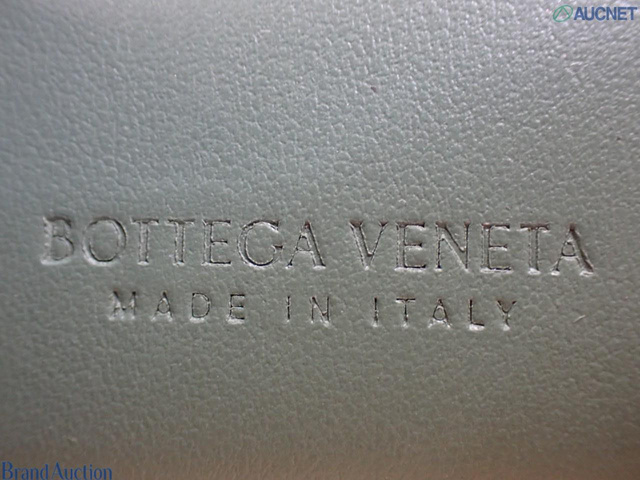 AUCNET
BOTTEGA VENETA
MADE IN ITALY
Brand Auction